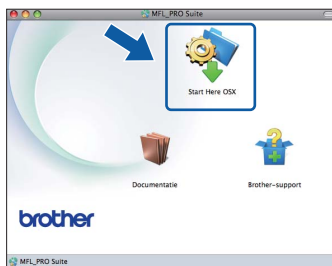 MFL_PRO Suite
Start Here OSX
Documentatie
Brother-support
brother
MFL_PRO Suite